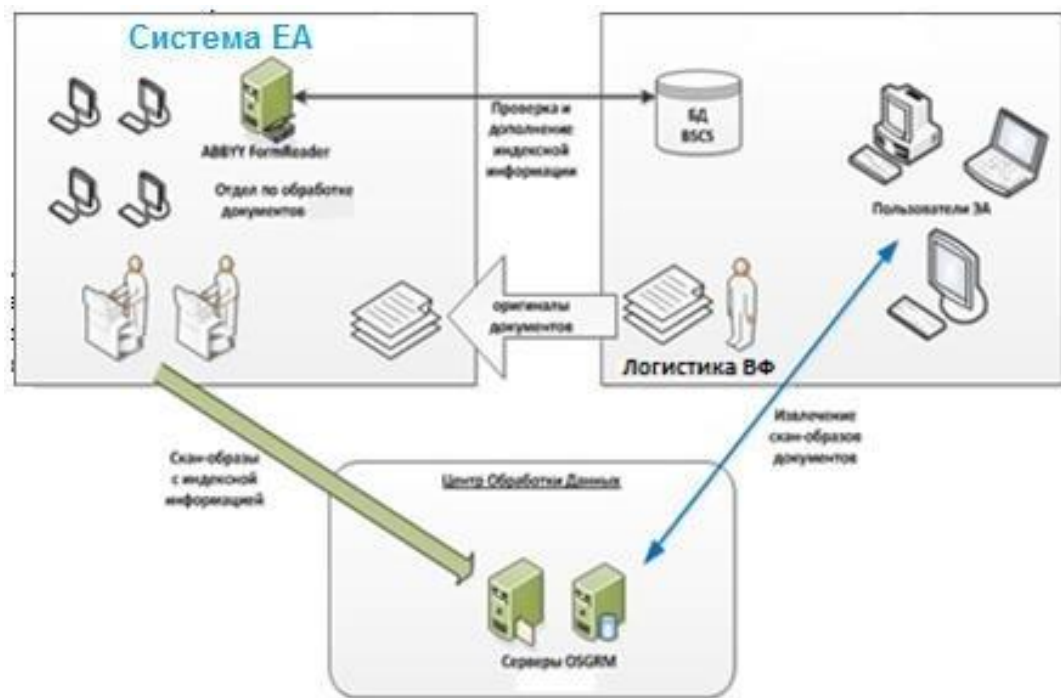 Система ЕА
ABBYY FormReader
Отдел по обработке
документов
Проверка и
дополнение
индексной
информации
БД
BSCS
Пользователи ЭА
оригиналы
документов
Логистика ВФ
Скан-образы
с индексной
информацией
Извлечение
скан-образов
документов
Центр Обработки Данных
Серверы OSGRM